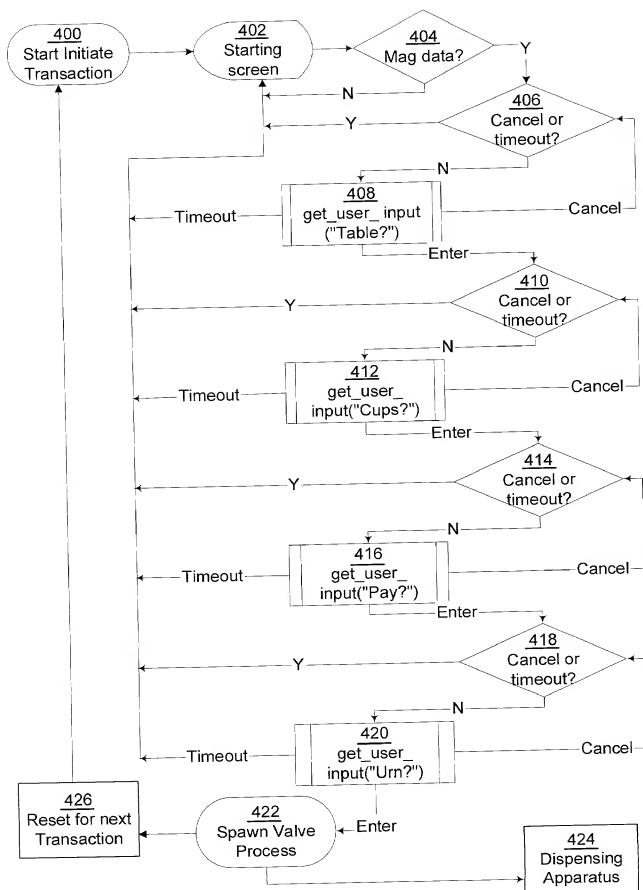 400
Start Initiate
Transaction
402
Starting
screen
404
Mag data?
Y
N
406
Cancel or
timeout?
Y
N
408
get_user_ input
("Table?")
Timeout
Cancel
Enter
410
Cancel or
timeout?
Y
N
412
get_user_
input("Cups?")
Timeout
Cancel
Enter
414
Cancel or
timeout?
Y
N
416
get_user_
input("Pay?")
Timeout
Cancel
Enter
418
Cancel or
timeout?
Y
N
420
get_user_
input("Urn?")
Timeout
Cancel
Enter
422
Spawn Valve
Process
426
Reset for next
Transaction
424
Dispensing
Apparatus